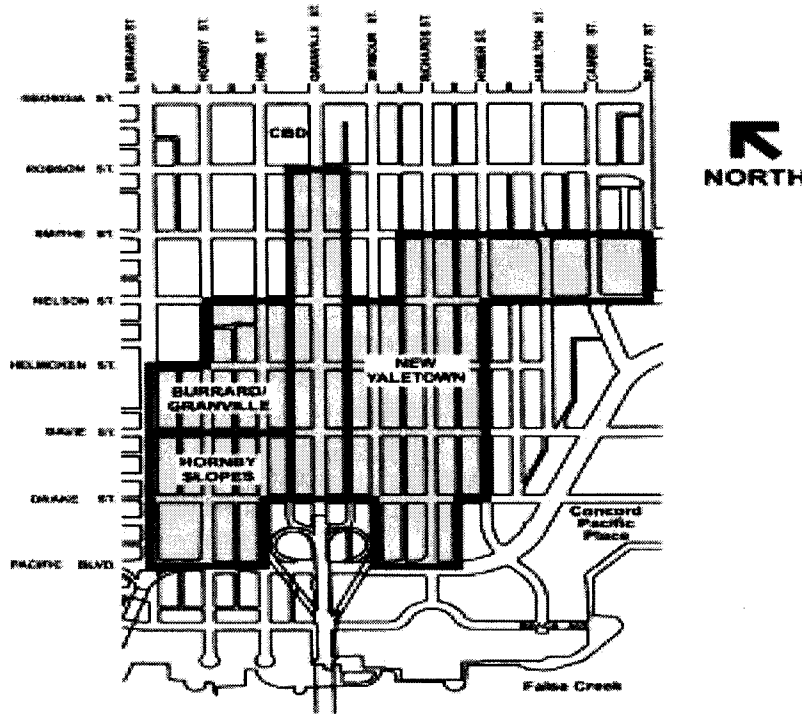 BURRARD ST.
HORNBY ST.
HOWE ST.
GRANVILLE ST.
SEYMOUR ST.
RICHARDS ST.
HOMER ST.
HAMILTON ST.
CAMBIE ST.
BEATTY ST.
GEORGIA ST.
CBD
ROBSON ST.
NORTH
SMITHE ST.
NELSON ST.
HELMCKEN ST.
NEW
YALETOWN
BURRARD/
GRANVILLE
DAVIE ST.
HORNBY
SLOPES
DRAKE ST.
Concord
Pacific
Place
PACIFIC BLVD.
False Creek